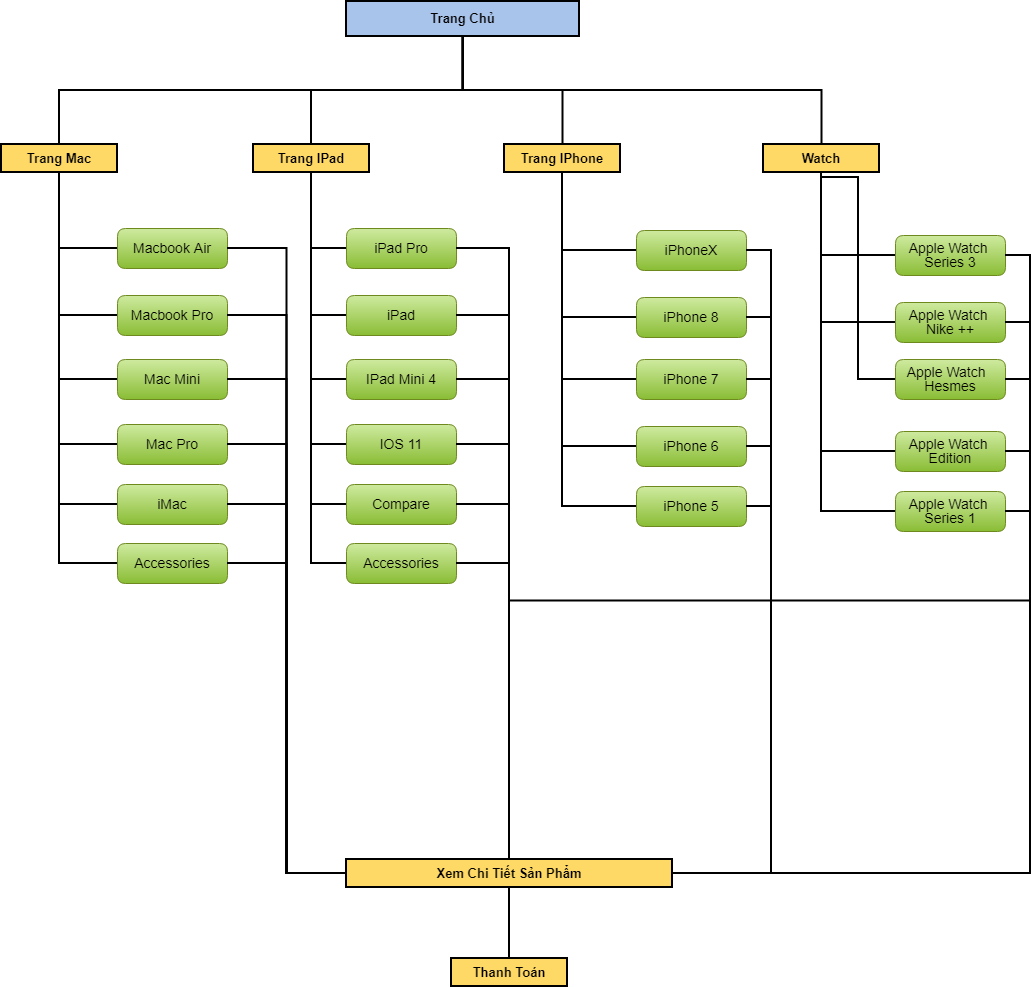 Trang Chủ
Trang Mac
Trang IPad
Trang IPhone
Watch
Macbook Air
Macbook Pro
Mac Mini
Mac Pro
iMac
Accessories
iPad Pro
iPad
IPad Mini 4
IOS 11
Compare
Accessories
iPhoneX
iPhone 8
iPhone 7
iPhone 6
iPhone 5
Apple Watch
Series 3
Apple Watch
Nike ++
Apple Watch
Hesmes
Apple Watch
Edition
Apple Watch
Series 1
Xem Chi Tiết Sản Phẩm
Thanh Toán